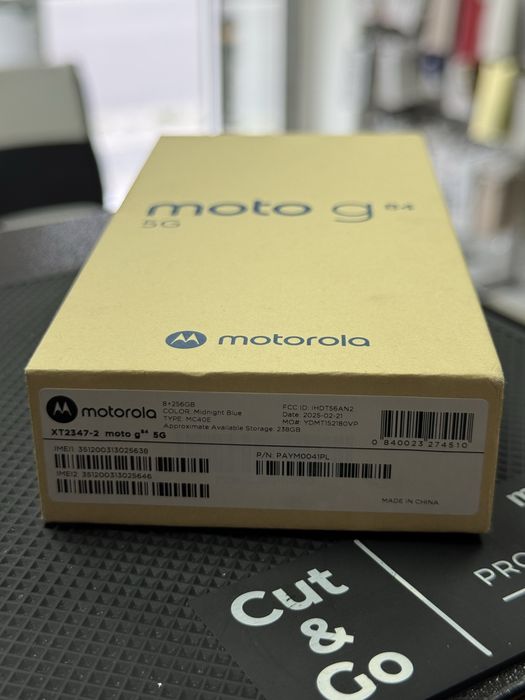 moto g 84
5G
motorola
motorola
8+256GB
COLOR: Midnight Blue
TYPE: MC40E
Approximate Available Storage: 238GB
FCC ID: IHDT56AN2
Date: 2025-02-21
MO#: YDMT152180VP
0 840023 274510
XT2347-2 moto g84 5G
IMEI1 351200313025638
P/N: PAYM0041PL
IMEI2 351200313025646
MADE IN CHINA
Cut
&
Go
PRO